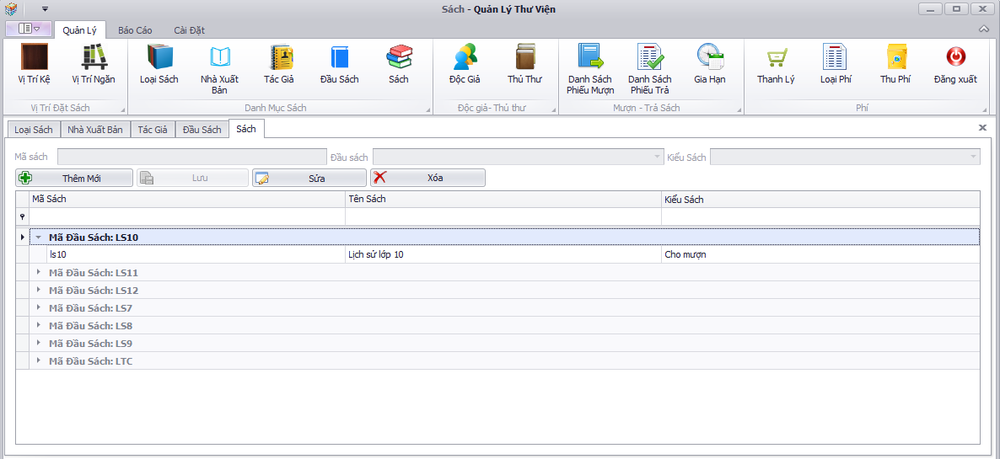 Sách - Quản Lý Thư Viện
Quản Lý Báo Cáo Cài Đặt
Vị Trí Kệ Vị Trí Ngăn Loại Sách Nhà Xuất Bản Tác Giả Đầu Sách Sách Độc Giả Thủ Thư Danh Sách Phiếu Mượn Danh Sách Phiếu Trả Gia Hạn Thanh Lý Loại Phí Thu Phí Đăng xuất
Vị Trí Đặt Sách Danh Mục Sách Độc giả- Thủ thư Mượn - Trả Sách Phí
Loại Sách Nhà Xuất Bản Tác Giả Đầu Sách Sách
Mã sách Đầu sách Kiểu Sách
Thêm Mới Lưu Sửa Xóa
Mã Sách Tên Sách Kiểu Sách
Mã Đầu Sách: LS10
ls10 Lịch sử lớp 10 Cho mượn
Mã Đầu Sách: LS11
Mã Đầu Sách: LS12
Mã Đầu Sách: LS7
Mã Đầu Sách: LS8
Mã Đầu Sách: LS9
Mã Đầu Sách: LTC